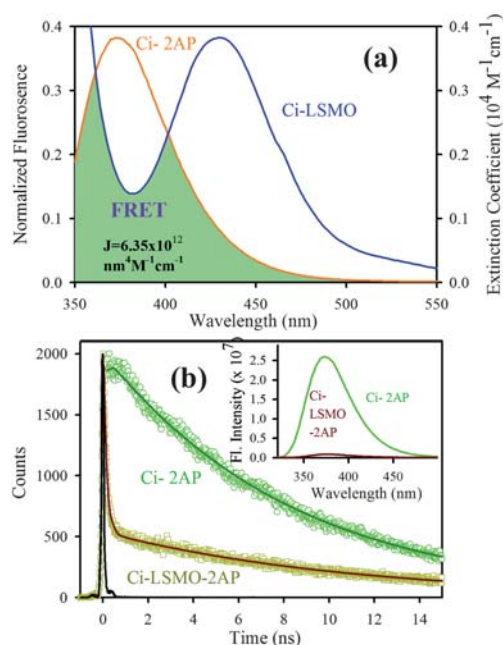 0.4
0.3
0.2
0.1
0.0
Normalized Fluorosence
Ci- 2AP
(a)
Ci-LSMO
FRET
J=6.35x10¹²
nm⁴M⁻¹cm⁻¹
0.4
0.3
0.2
0.1
0.0
Extinction Coefficient (10⁴ M⁻¹cm⁻¹)
350 400 450 500 550
Wavelength (nm)
2000
1500
1000
500
0
Counts
(b)
Ci- 2AP
Ci-LSMO-2AP
2.5
2.0
1.5
1.0
0.5
0.0
Fl. Intensity (x 10⁷)
Ci-
LSMO
-2AP
Ci- 2AP
350 400 450
Wavelength (nm)
0 2 4 6 8 10 12 14
Time (ns)